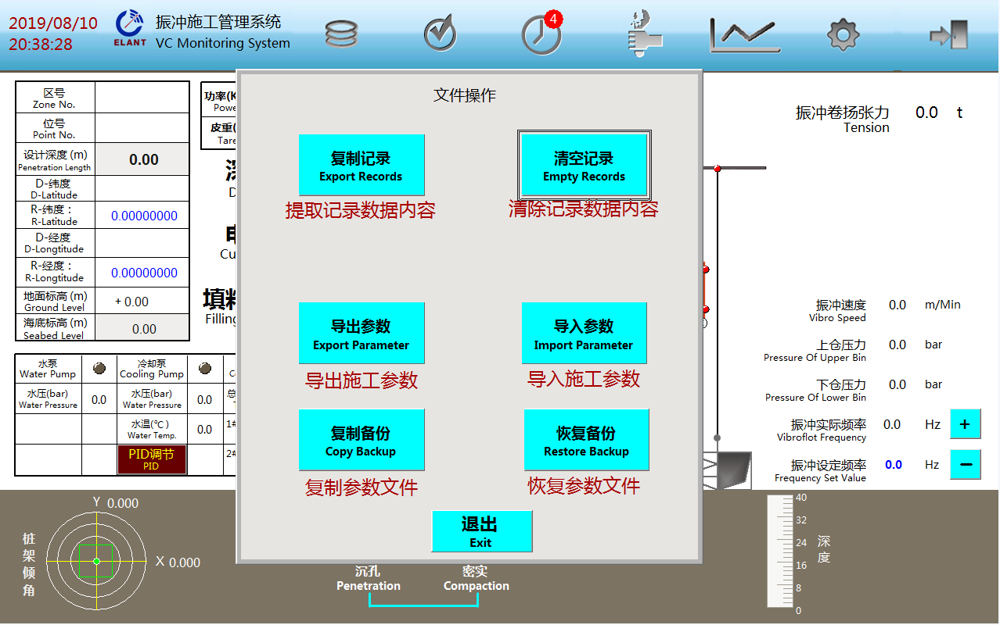 2019/08/10
20:38:28
ELANT
振冲施工管理系统
VC Monitoring System
4
区号
Zone No.
位号
Point No.
设计深度 (m)
Penetration Length
0.00
D-纬度
D-Latitude
R-纬度：
R-Latitude
0.00000000
D-经度
D-Longtitude
R-经度：
R-Longtitude
0.00000000
地面标高 (m)
Ground Level
+ 0.00
海底标高 (m)
Seabed Level
0.00
功率(K
Powe
皮重(
Tare
深
D
电
Cu
填料
Filling
文件操作
复制记录
Export Records
提取记录数据内容
清空记录
Empty Records
清除记录数据内容
导出参数
Export Parameter
导出施工参数
导入参数
Import Parameter
导入施工参数
复制备份
Copy Backup
复制参数文件
恢复备份
Restore Backup
恢复参数文件
退出
Exit
振冲卷扬张力 0.0 t
Tension
振冲速度 0.0 m/Min
Vibro Speed
上仓压力 0.0 bar
Pressure Of Upper Bin
下仓压力 0.0 bar
Pressure Of Lower Bin
振冲实际频率 0.0 Hz +
Vibroflot Frequency
振冲设定频率 0.0 Hz −
Frequency Set Value
水泵
Water Pump
冷却泵
Cooling Pump
水压(bar)
Water Pressure
0.0
水压(bar)
Water Pressure
0.0
水温(℃)
Water Temp.
0.0
PID调节
PID
总
1#
2#
桩架倾角
Y 0.000
X 0.000
沉孔
Penetration
密实
Compaction
40
32
24
16
8
0
深度